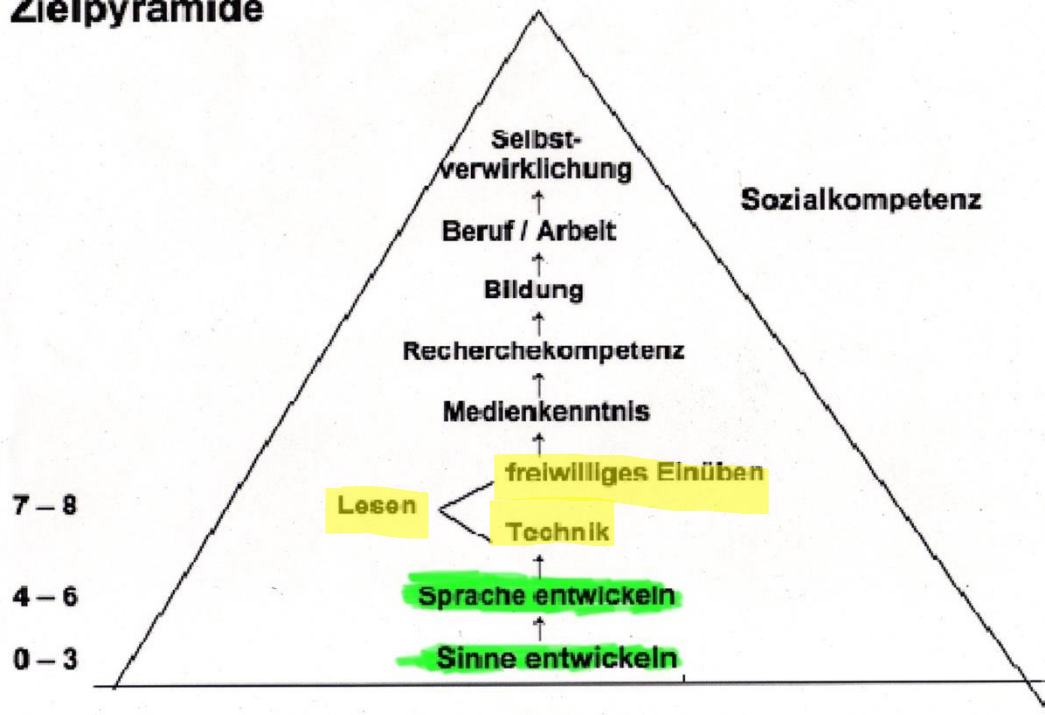 Zielpyramide
Selbst-
verwirklichung
Sozialkompetenz
Beruf / Arbeit
Bildung
Recherchekompetenz
Medienkenntnis
freiwilliges Einüben
7 – 8 Lesen
Technik
4 – 6 Sprache entwickeln
0 – 3 Sinne entwickeln